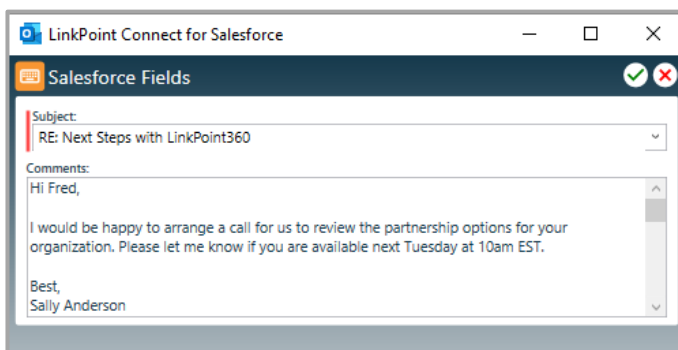 LinkPoint Connect for Salesforce
Salesforce Fields
Subject:
RE: Next Steps with LinkPoint360
Comments:
Hi Fred,
I would be happy to arrange a call for us to review the partnership options for your
organization. Please let me know if you are available next Tuesday at 10am EST.
Best,
Sally Anderson